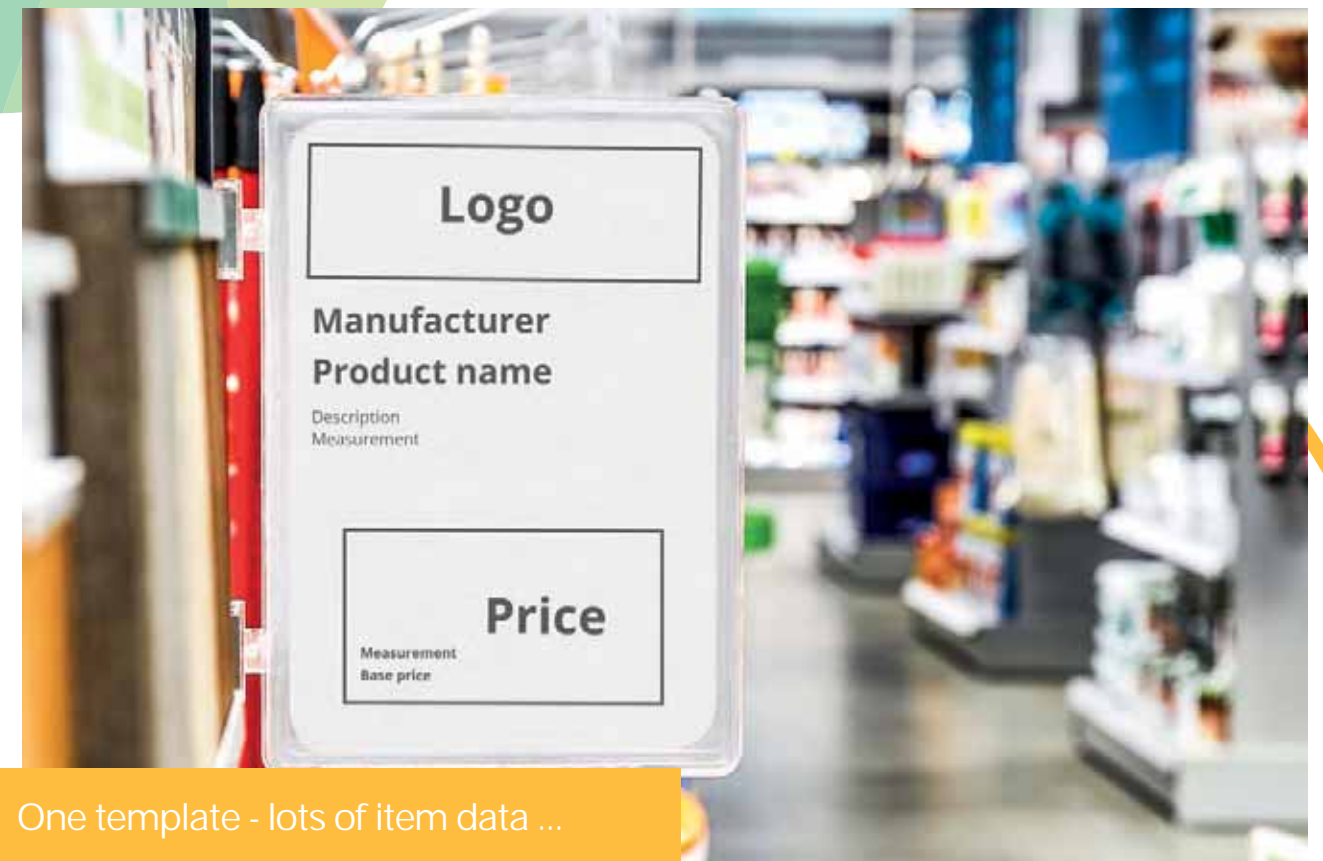 Logo
Manufacturer
Product name
Description
Measurement
Price
Measurement
Base price
One template - lots of item data ...